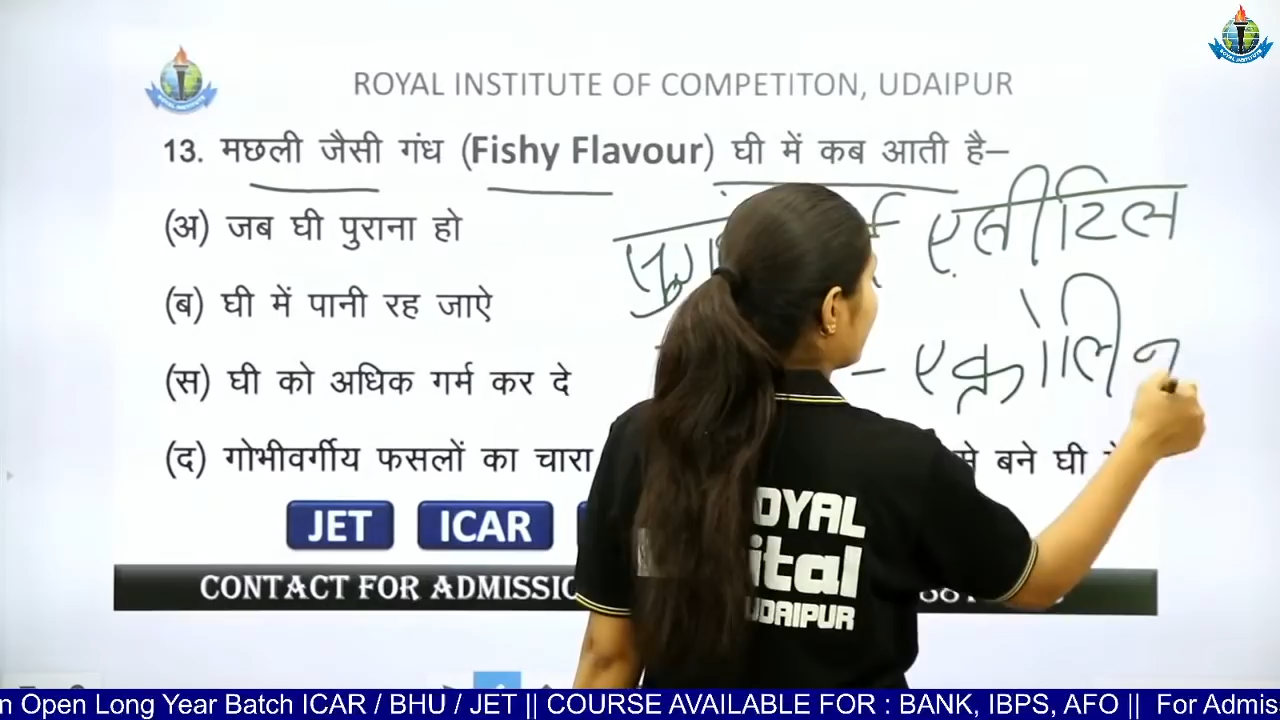 ROYAL INSTITUTE OF COMPETITON, UDAIPUR
13. मछली जैसी गंध (Fishy Flavour) घी में कब आती है–
(अ) जब घी पुराना हो
(ब) घी में पानी रह जाऐ
(स) घी को अधिक गर्म कर दे
(द) गोभीवर्गीय फसलों का चारा से बने घी
- एक्रोलिन
JET ICAR
CONTACT FOR ADMISSIO
OYAL
ital
UDAIPUR
n Open Long Year Batch ICAR / BHU / JET || COURSE AVAILABLE FOR : BANK, IBPS, AFO || For Admis